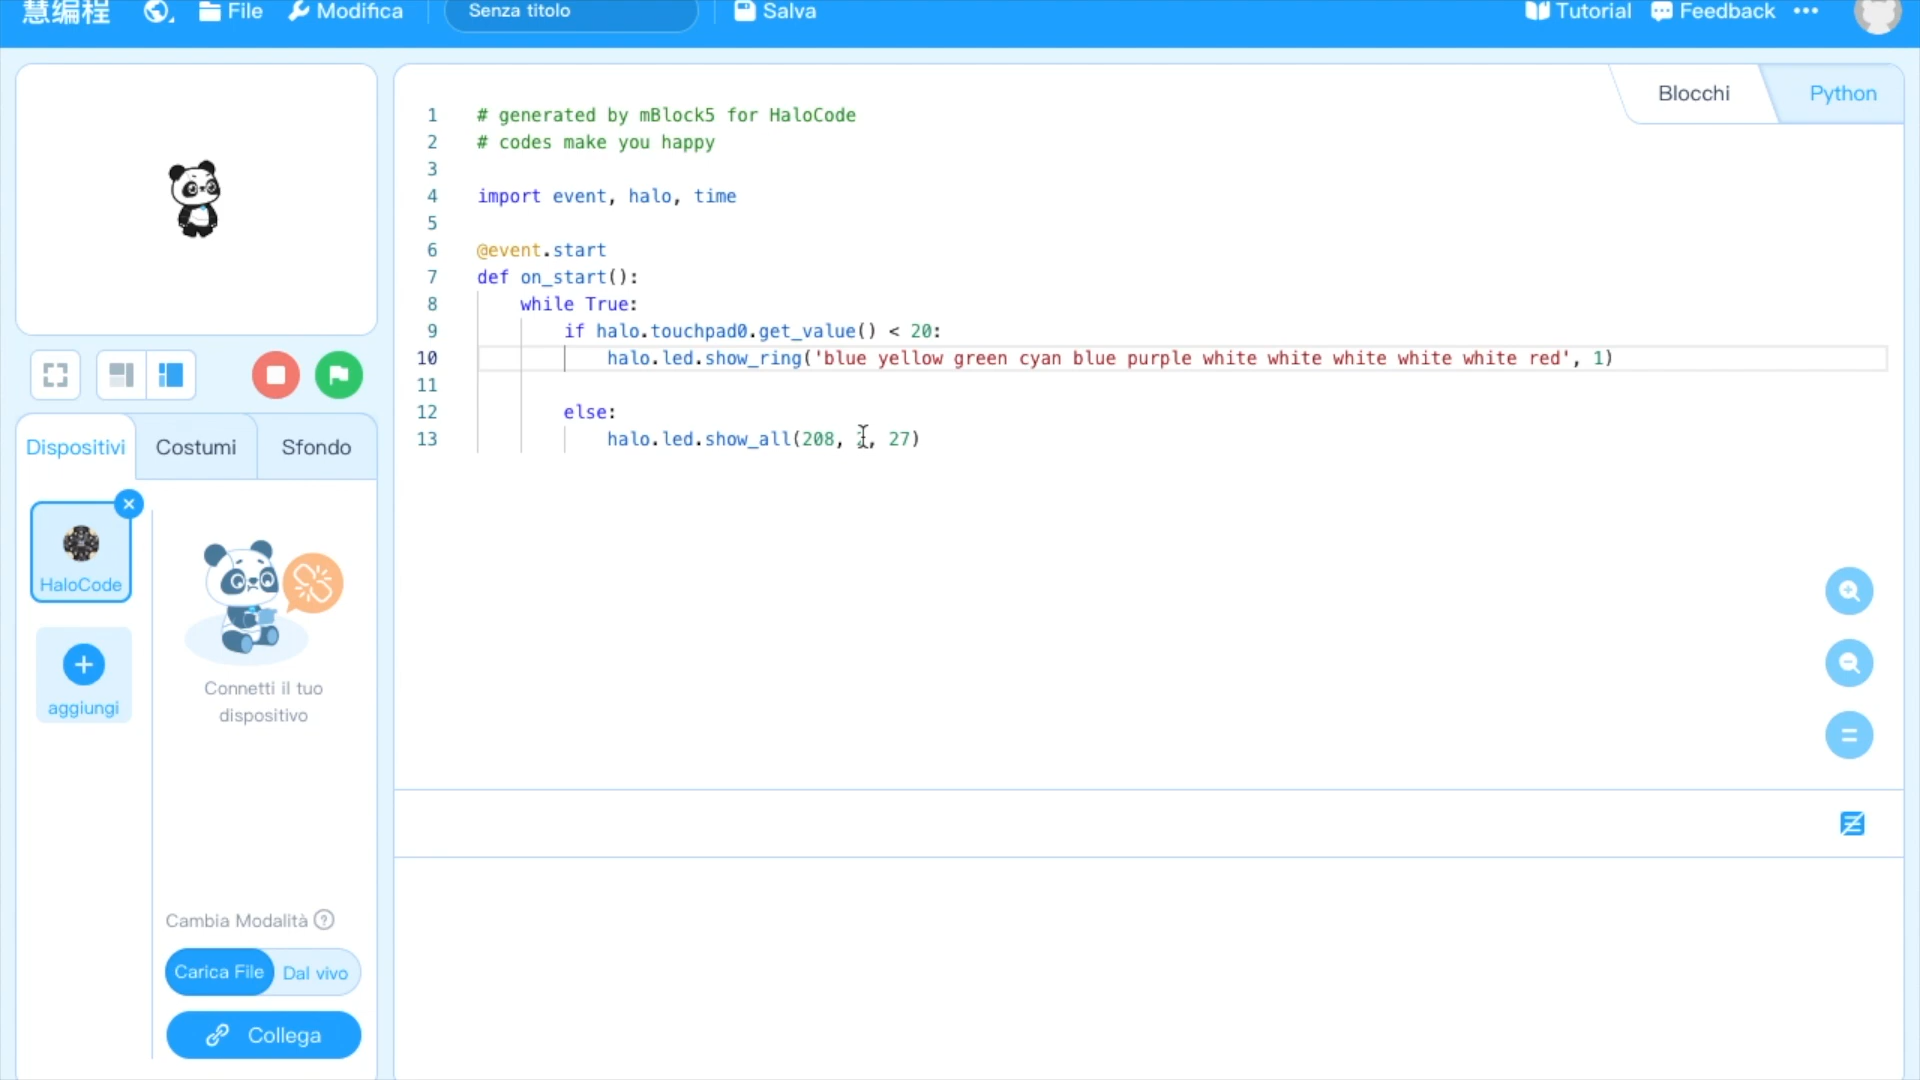 慧编程 File Modifica Senza titolo Salva Tutorial Feedback
Blocchi Python
1 # generated by mBlock5 for HaloCode
2 # codes make you happy
3
4 import event, halo, time
5
6 @event.start
7 def on_start():
8 while True:
9 if halo.touchpad0.get_value() < 20:
10 halo.led.show_ring('blue yellow green cyan blue purple white white white white white red', 1)
11
12 else:
13 halo.led.show_all(208, , 27)
Dispositivi Costumi Sfondo
HaloCode
aggiungi
Connetti il tuo
dispositivo
Cambia Modalità ?
Carica File Dal vivo
Collega